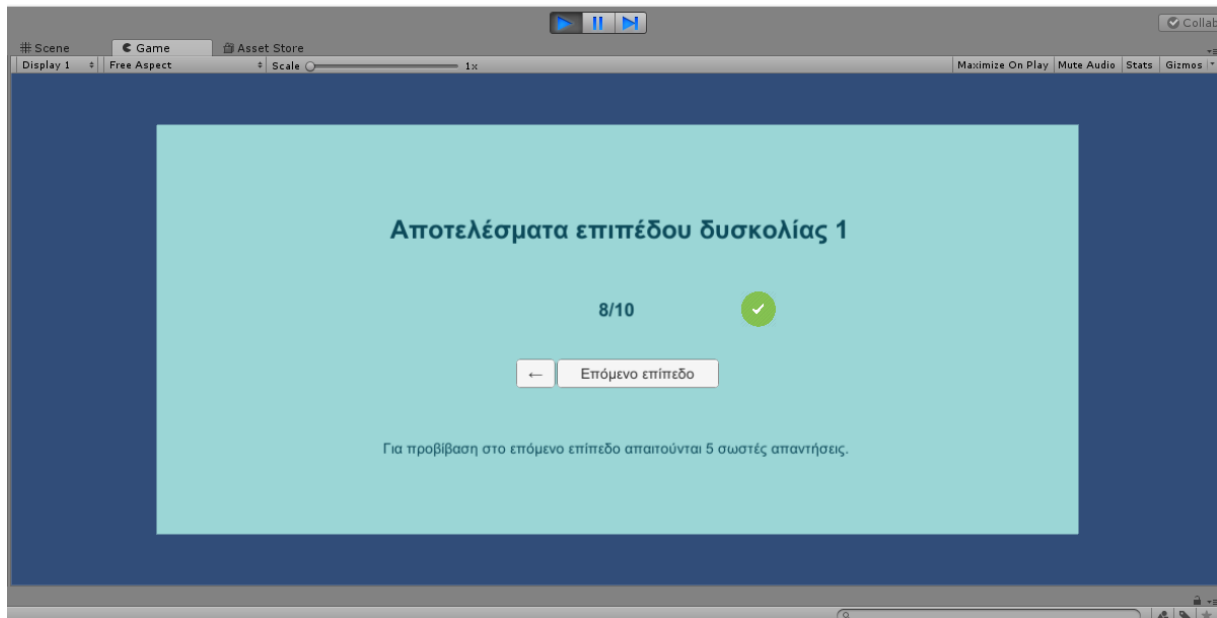 Collab
Scene
Game
Asset Store
Display 1
Free Aspect
Scale
1x
Maximize On Play
Mute Audio
Stats
Gizmos
Αποτελέσματα επιπέδου δυσκολίας 1
8/10
←
Επόμενο επίπεδο
Για προβίβαση στο επόμενο επίπεδο απαιτούνται 5 σωστές απαντήσεις.